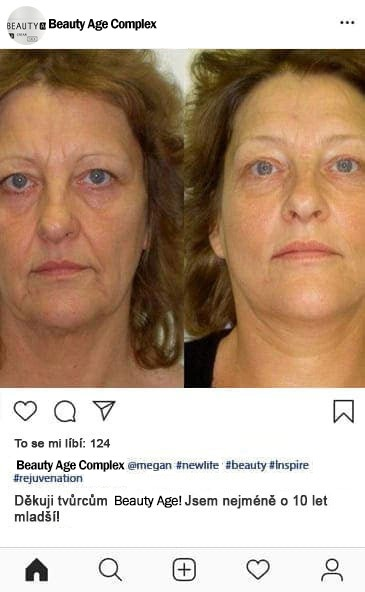 BEAUTY A
CREAM
Beauty Age Complex
To se mi líbí: 124
Beauty Age Complex @megan #newlife #beauty #Inspire
#rejuvenation
Děkuji tvůrcům Beauty Age! Jsem nejméně o 10 let
mladší!